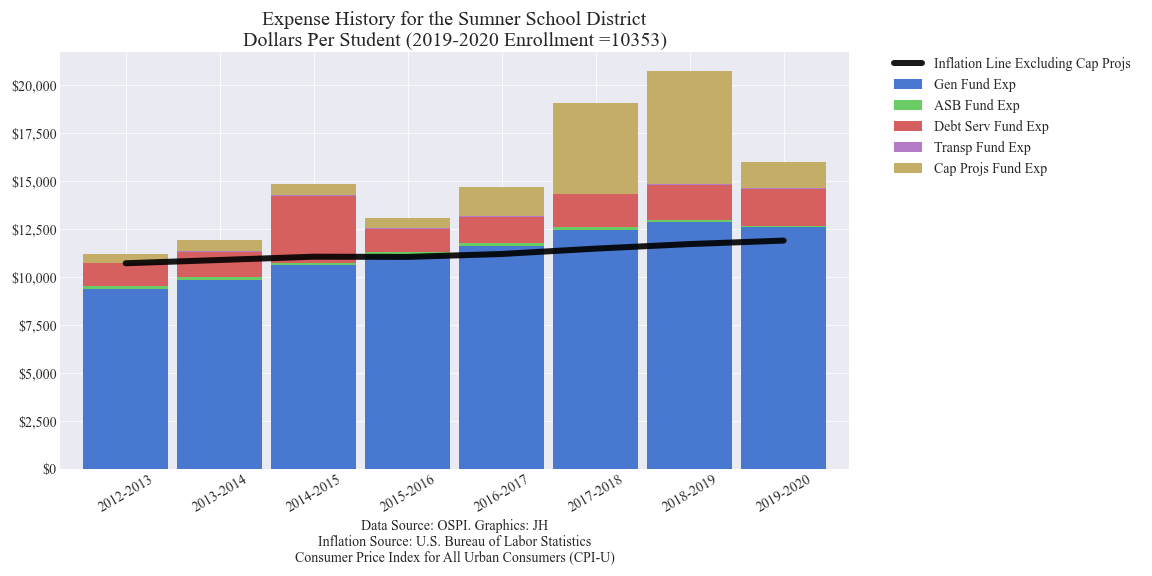 Expense History for the Sumner School District
Dollars Per Student (2019-2020 Enrollment =10353)
Inflation Line Excluding Cap Projs
Gen Fund Exp
ASB Fund Exp
Debt Serv Fund Exp
Transp Fund Exp
Cap Projs Fund Exp
$20,000
$17,500
$15,000
$12,500
$10,000
$7,500
$5,000
$2,500
$0
2012-2013
2013-2014
2014-2015
2015-2016
2016-2017
2017-2018
2018-2019
2019-2020
Data Source: OSPI. Graphics: JH
Inflation Source: U.S. Bureau of Labor Statistics
Consumer Price Index for All Urban Consumers (CPI-U)